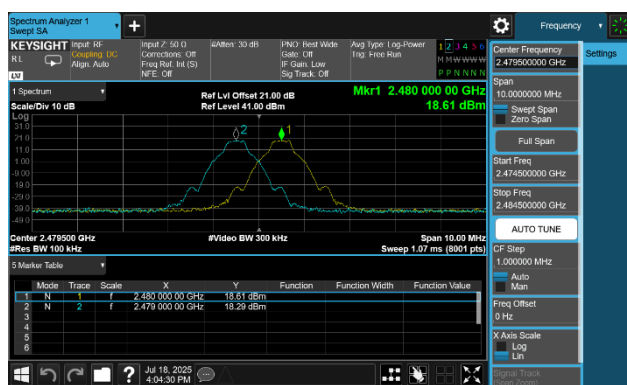 Spectrum Analyzer 1
Swept SA
Frequency
KEYSIGHT
Input: RF
Coupling: DC
Align: Auto
Input Z: 50 Ω
Corrections: Off
Freq Ref: Int (S)
NFE: Off
#Atten: 30 dB
PNO: Best Wide
Gate: Off
IF Gain: Low
Sig Track: Off
Avg Type: Log-Power
Trig: Free Run
1 2 3 4 5 6
M M W W W W
P P N N N N
R L
LXI
Center Frequency
2.479500000 GHz
Settings
Span
10.0000000 MHz
Swept Span
Zero Span
Full Span
Start Freq
2.474500000 GHz
Stop Freq
2.484500000 GHz
AUTO TUNE
CF Step
1.000000 MHz
Auto
Man
Freq Offset
0 Hz
X Axis Scale
Log
Lin
Signal Track
(Span Zoom)
1 Spectrum
Scale/Div 10 dB
Ref Lvl Offset 21.00 dB
Ref Level 41.00 dBm
Mkr1 2.480 000 00 GHz
18.61 dBm
Log
31.0
21.0
11.0
1.00
-9.00
-19.0
-29.0
-39.0
-49.0
2
1
Center 2.479500 GHz
#Res BW 100 kHz
#Video BW 300 kHz
Span 10.00 MHz
Sweep 1.07 ms (8001 pts)
5 Marker Table
Mode Trace Scale X Y Function Function Width Function Value
1 N 1 f 2.480 000 00 GHz 18.61 dBm
2 N 2 f 2.479 000 00 GHz 18.29 dBm
3
4
5
6
?
Jul 18, 2025
4:04:30 PM